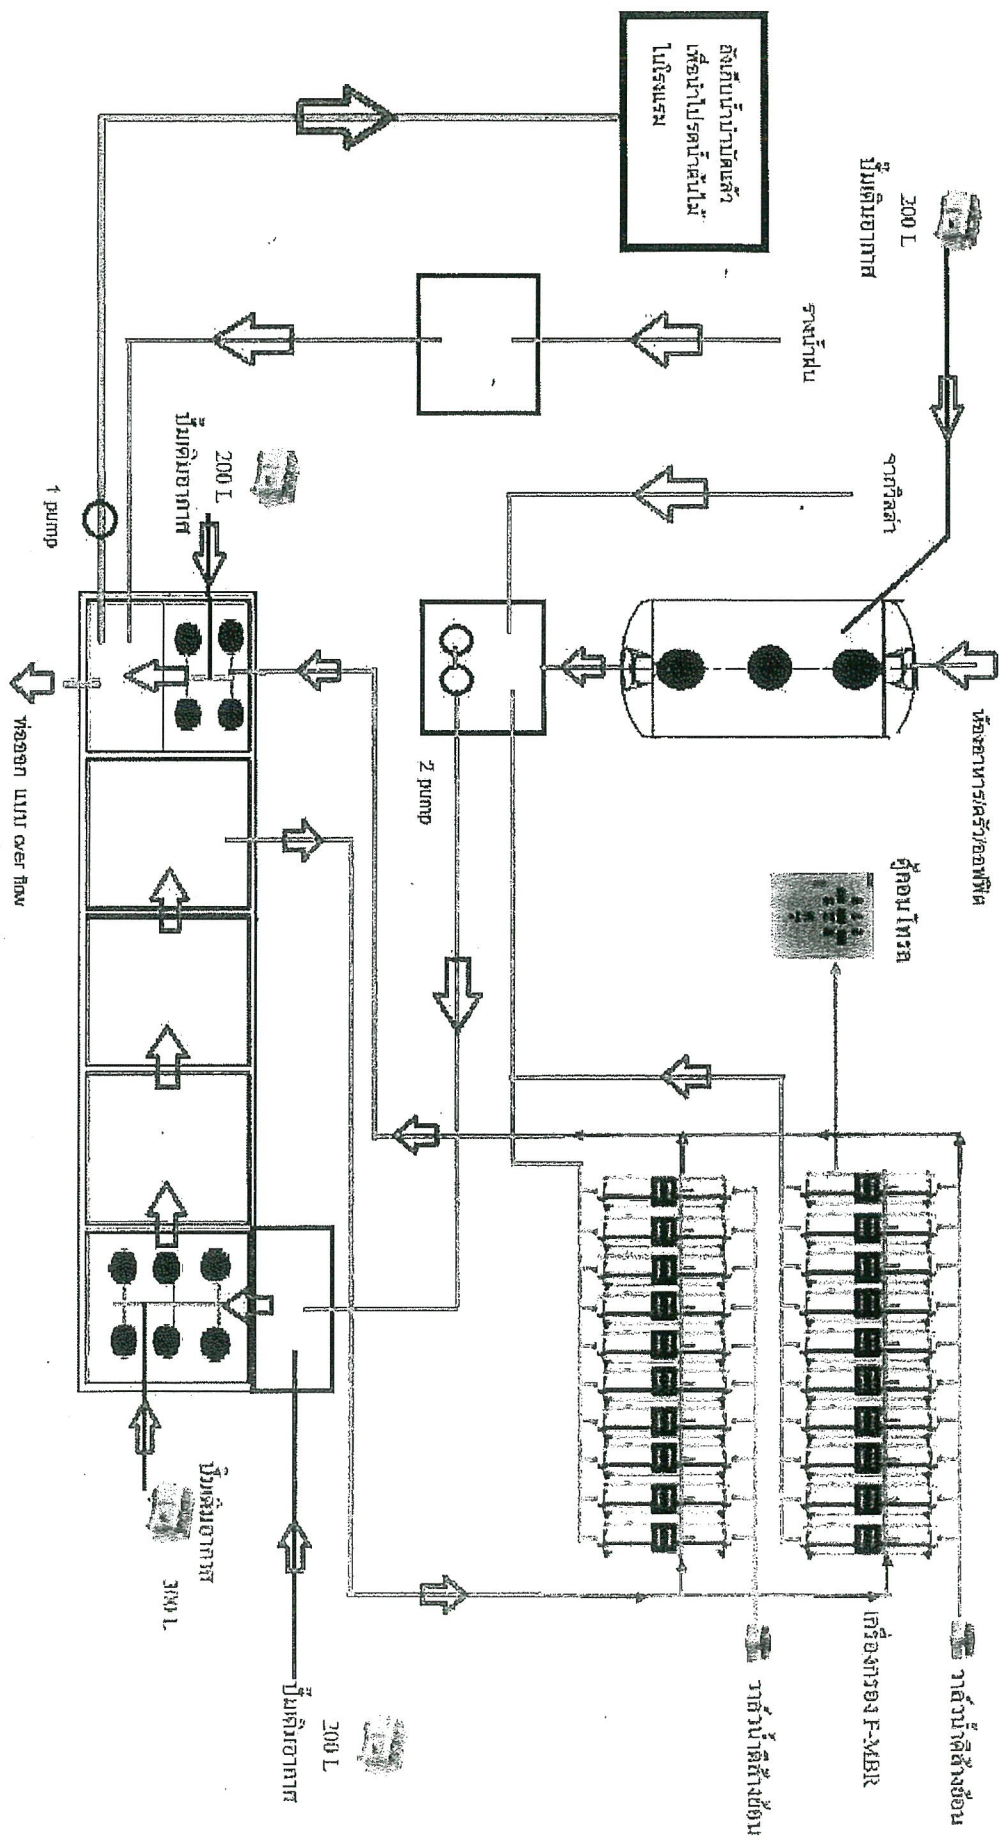 ถังเก็บน้ำบำบัดแล้ว
เพื่อนำไปรดน้ำต้นไม้
ในโรงแรม
200 L
ปั๊มเติมอากาศ
รางน้ำฝน
จากวิลล่า
ห้องอาหาร/ครัว/ออฟฟิต
200 L
ปั๊มเติมอากาศ
1 pump
2 pump
ท่อออก แบบ over flow
ตู้คอนโทรล
วาล์วน้ำดีล้างย้อน
เครื่องกรอง F-MBR
วาล์วน้ำดีล้างย้อน
ปั๊มเติมอากาศ
300 L
200 L
ปั๊มเติมอากาศ